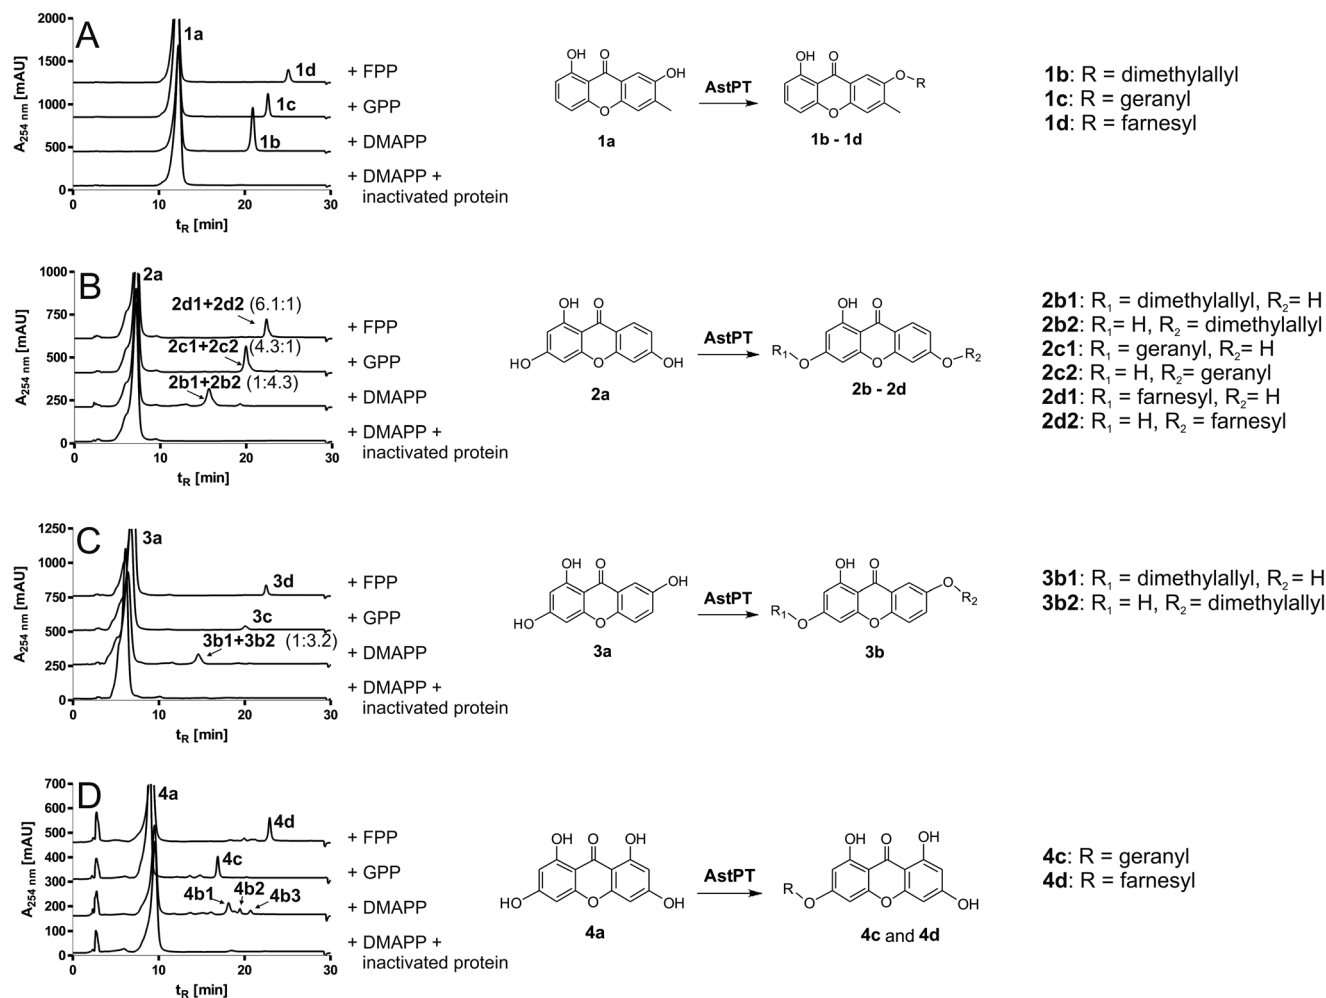 A
2000
1500
1000
500
0
A254 nm [mAU]
1a
1d
1c
1b
+ FPP
+ GPP
+ DMAPP
+ DMAPP +
inactivated protein
0 10 20 30
tR [min]
OH O
OH
O
1a
AstPT
OH O
O
R
O
1b - 1d
1b: R = dimethylallyl
1c: R = geranyl
1d: R = farnesyl
B
1000
750
500
250
0
A254 nm [mAU]
2a
2d1+2d2 (6.1:1)
2c1+2c2 (4.3:1)
2b1+2b2 (1:4.3)
+ FPP
+ GPP
+ DMAPP
+ DMAPP +
inactivated protein
0 10 20 30
tR [min]
OH O
HO O OH
2a
AstPT
OH O
R1 O O O R2
2b - 2d
2b1: R1 = dimethylallyl, R2= H
2b2: R1= H, R2 = dimethylallyl
2c1: R1 = geranyl, R2= H
2c2: R1 = H, R2= geranyl
2d1: R1 = farnesyl, R2= H
2d2: R1 = H, R2 = farnesyl
C
1250
1000
750
500
250
0
A254 nm [mAU]
3a
3d
3c
3b1+3b2 (1:3.2)
+ FPP
+ GPP
+ DMAPP
+ DMAPP +
inactivated protein
0 10 20 30
tR [min]
OH O
OH
HO O
3a
AstPT
OH O
O R2
R1 O O
3b
3b1: R1 = dimethylallyl, R2= H
3b2: R1 = H, R2= dimethylallyl
D
700
600
500
400
300
200
100
0
A254 nm [mAU]
4a
4d
4c
4b1 4b2 4b3
+ FPP
+ GPP
+ DMAPP
+ DMAPP +
inactivated protein
0 10 20 30
tR [min]
OH O OH
HO O OH
4a
AstPT
OH O OH
R O O OH
4c and 4d
4c: R = geranyl
4d: R = farnesyl